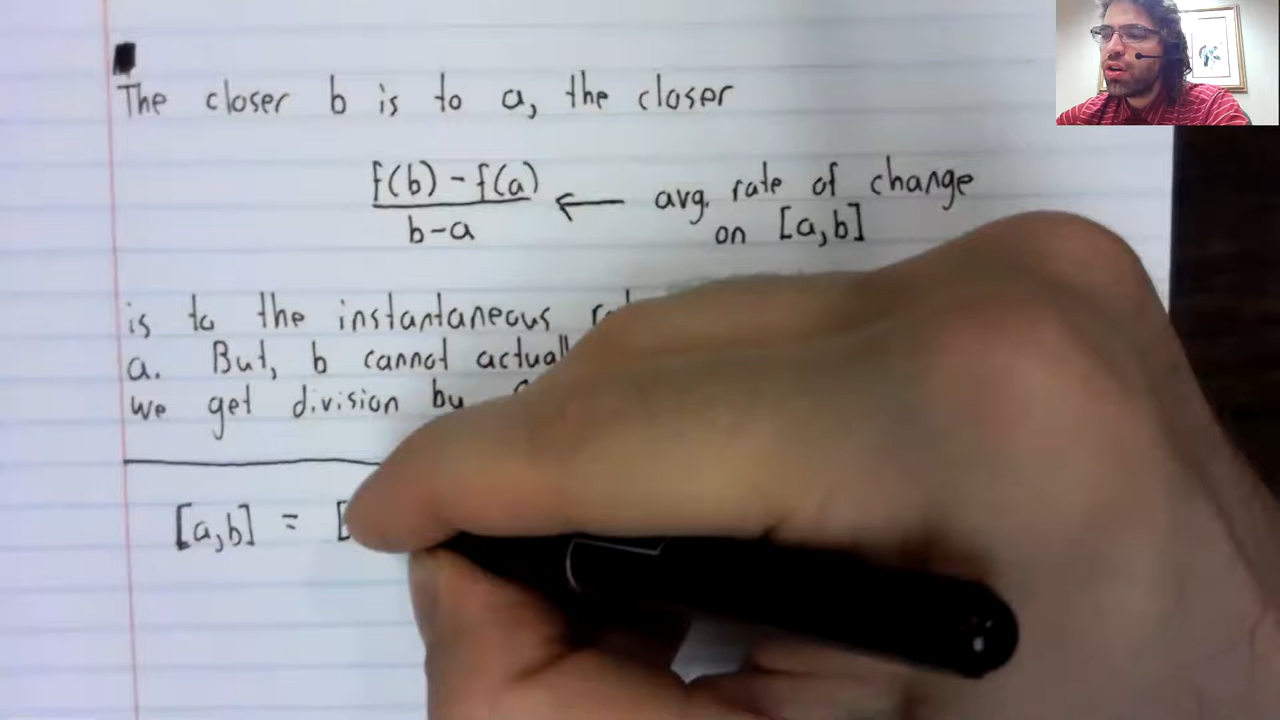 The closer b is to a, the closer
f(b) - f(a)
b-a
← avg. rate of change
on [a,b]
is to the instantaneous
a. But, b cannot
we get division by
[a,b] = [